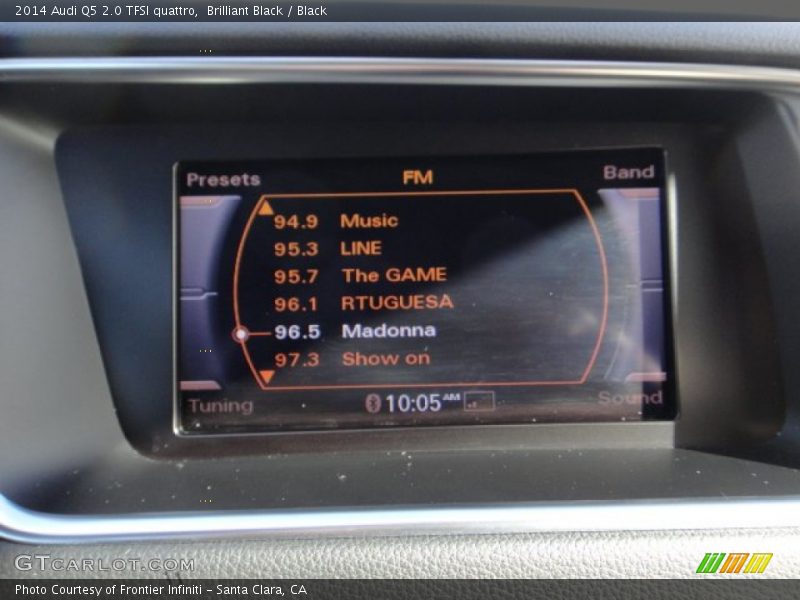 2014 Audi Q5 2.0 TFSI quattro,  Brilliant Black / Black
Presets FM Band
94.9 Music
95.3 LINE
95.7 The GAME
96.1 RTUGUESA
96.5 Madonna
97.3 Show on
Tuning 10:05 AM Sound
GTCARLOT.COM
Photo Courtesy of Frontier Infiniti – Santa Clara, CA